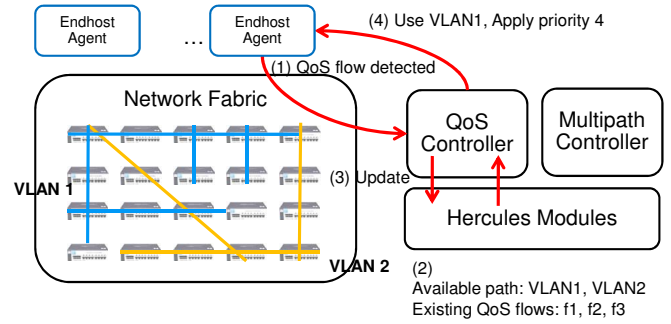 Endhost
Agent
...
Endhost
Agent
(4) Use VLAN1, Apply priority 4
(1) QoS flow detected
Network Fabric
QoS
Controller
Multipath
Controller
VLAN 1
(3) Update
Hercules Modules
VLAN 2
(2)
Available path: VLAN1, VLAN2
Existing QoS flows: f1, f2, f3